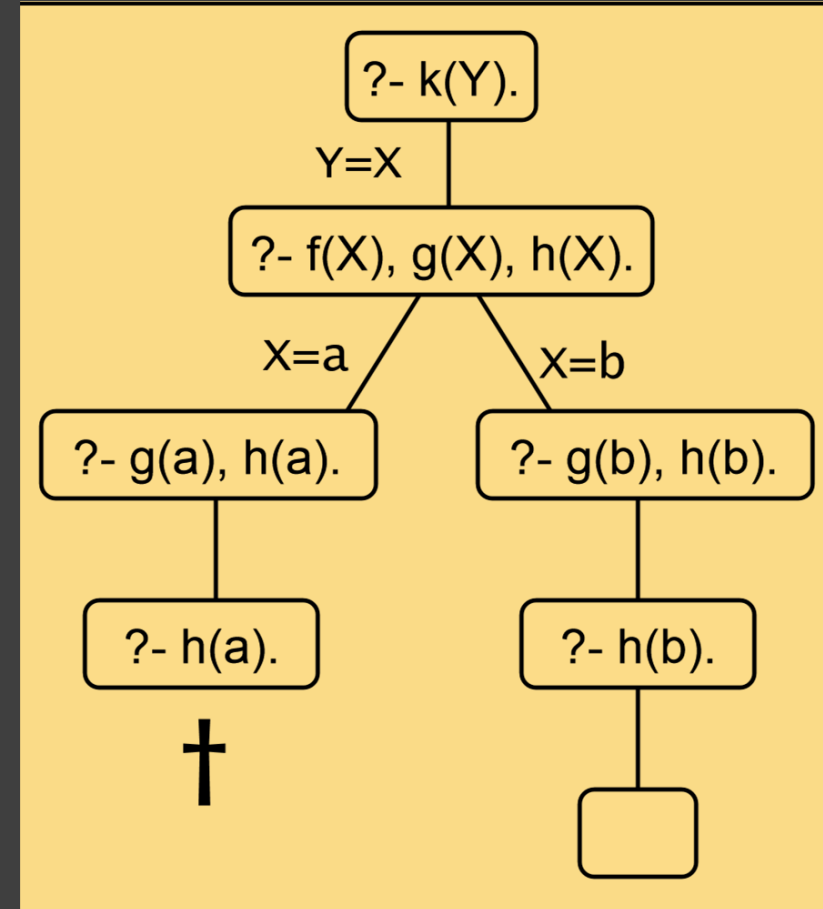 ?- k(Y).
Y=X
?- f(X), g(X), h(X).
X=a
X=b
?- g(a), h(a).
?- g(b), h(b).
?- h(a).
?- h(b).
†